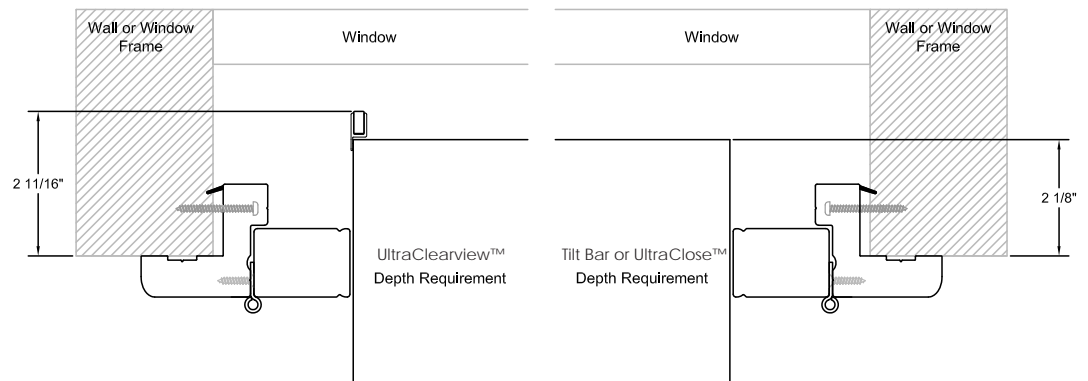 Wall or Window
Frame
Window
Window
Wall or Window
Frame
2 11/16"
2 1/8"
UltraClearview™
Depth Requirement
Tilt Bar or UltraClose™
Depth Requirement